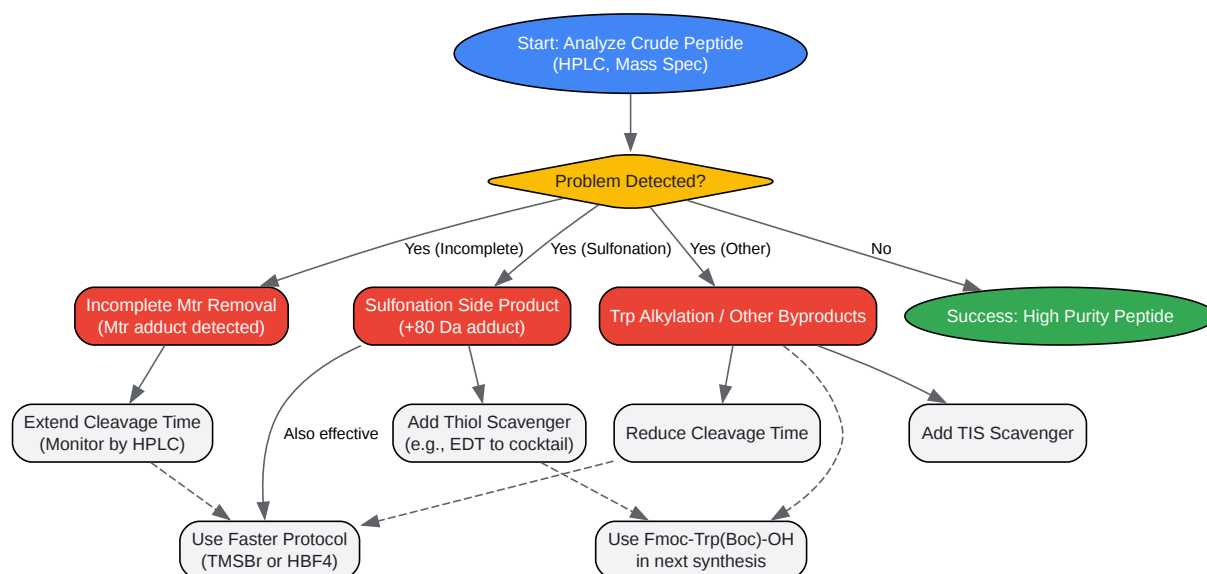 Start: Analyze Crude Peptide
(HPLC, Mass Spec)
Problem Detected?
Yes (Incomplete)
Yes (Sulfonation)
Yes (Other)
No
Incomplete Mtr Removal
(Mtr adduct detected)
Sulfonation Side Product
(+80 Da adduct)
Trp Alkylation / Other Byproducts
Success: High Purity Peptide
Extend Cleavage Time
(Monitor by HPLC)
Also effective
Add Thiol Scavenger
(e.g., EDT to cocktail)
Reduce Cleavage Time
Add TIS Scavenger
Use Faster Protocol
(TMSBr or HBF4)
Use Fmoc-Trp(Boc)-OH
in next synthesis